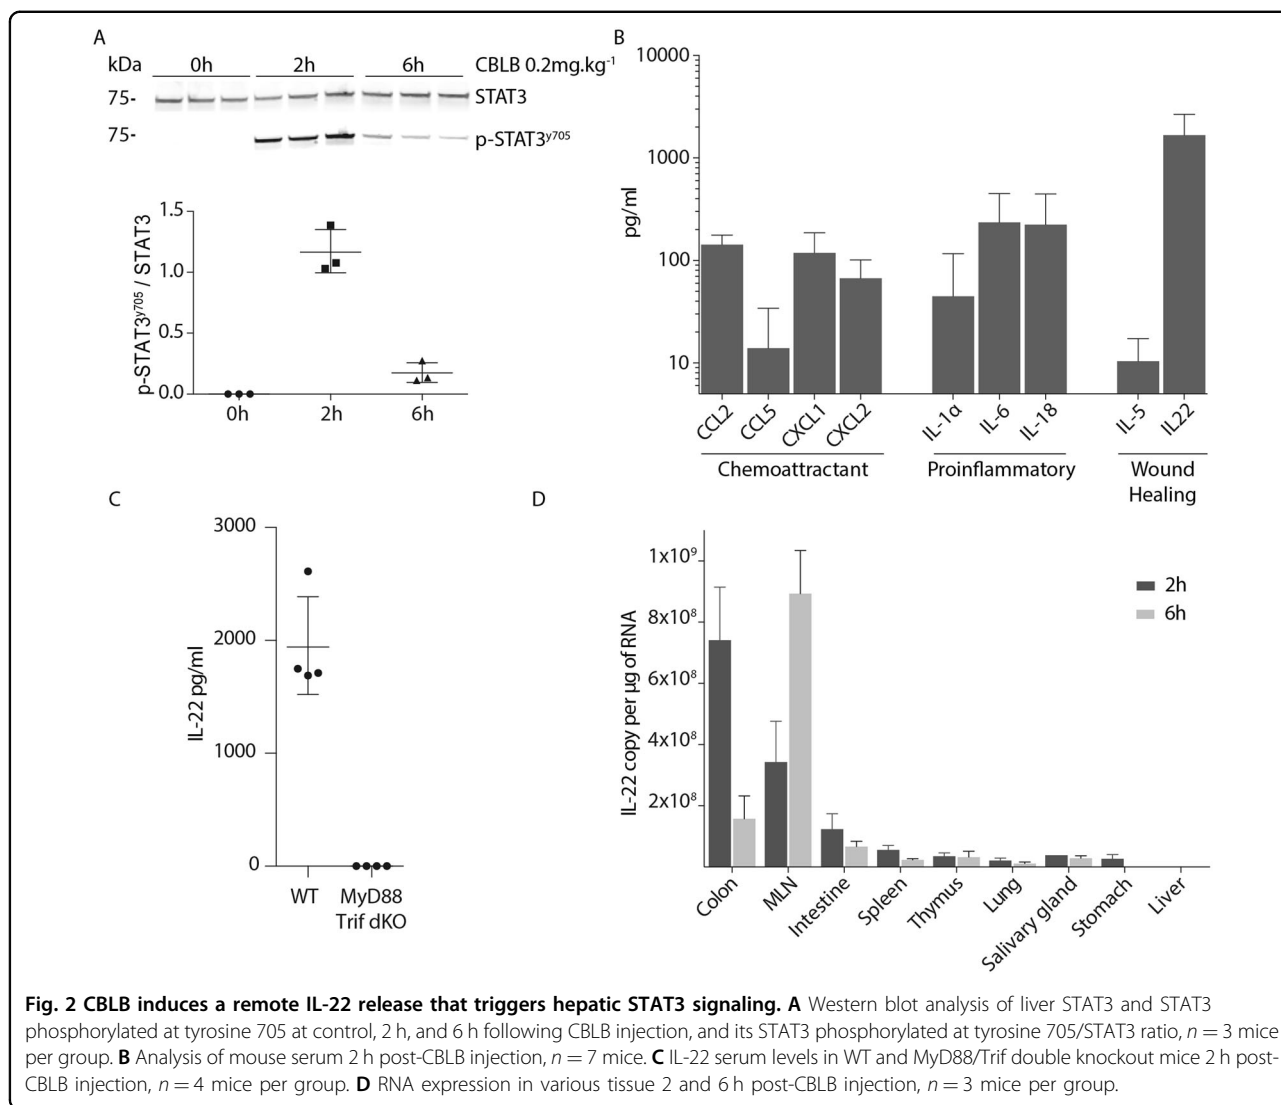 A
kDa 0h 2h 6h CBLB 0.2mg.kg⁻¹
75- STAT3
75- p-STAT3ʸ⁷⁰⁵
p-STAT3ʸ⁷⁰⁵ / STAT3
1.5
1.0
0.5
0.0
0h 2h 6h
B
pg/ml
10000
1000
100
10
CCL2 CCL5 CXCL1 CXCL2 IL-1α IL-6 IL-18 IL-5 IL22
Chemoattractant Proinflammatory Wound
Healing
C
IL-22 pg/ml
3000
2000
1000
0
WT MyD88
Trif dKO
D
IL-22 copy per µg of RNA
1x10⁹
8x10⁸
6x10⁸
4x10⁸
2x10⁸
2h
6h
Colon MLN Intestine Spleen Thymus Lung Salivary gland Stomach Liver
Fig. 2 CBLB induces a remote IL-22 release that triggers hepatic STAT3 signaling. A Western blot analysis of liver STAT3 and STAT3
phosphorylated at tyrosine 705 at control, 2 h, and 6 h following CBLB injection, and its STAT3 phosphorylated at tyrosine 705/STAT3 ratio, n = 3 mice
per group. B Analysis of mouse serum 2 h post-CBLB injection, n = 7 mice. C IL-22 serum levels in WT and MyD88/Trif double knockout mice 2 h post-
CBLB injection, n = 4 mice per group. D RNA expression in various tissue 2 and 6 h post-CBLB injection, n = 3 mice per group.